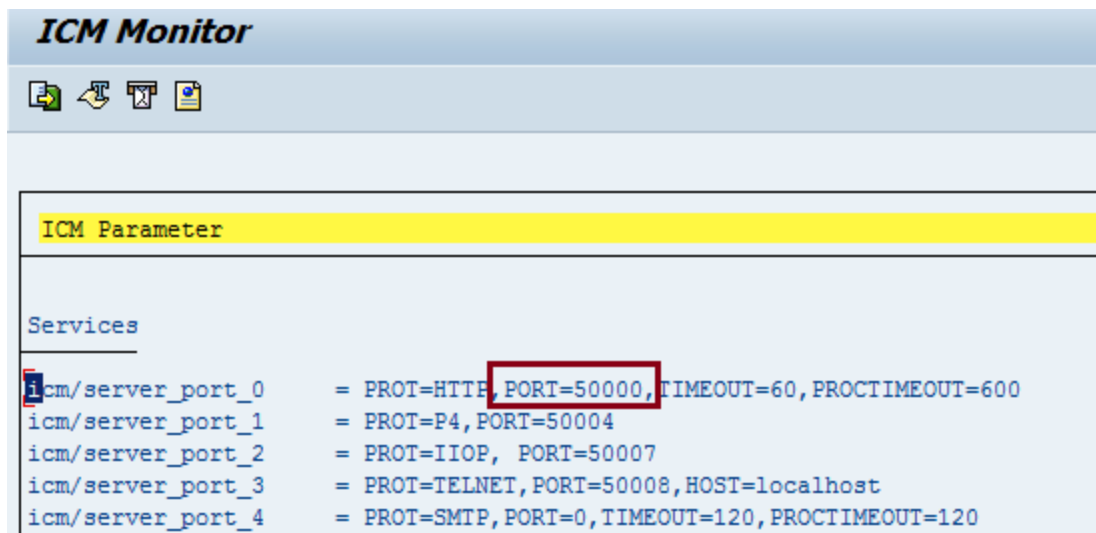 ICM Monitor
ICM Parameter
Services
icm/server_port_0 = PROT=HTTP,PORT=50000,TIMEOUT=60,PROCTIMEOUT=600
icm/server_port_1 = PROT=P4,PORT=50004
icm/server_port_2 = PROT=IIOP, PORT=50007
icm/server_port_3 = PROT=TELNET,PORT=50008,HOST=localhost
icm/server_port_4 = PROT=SMTP,PORT=0,TIMEOUT=120,PROCTIMEOUT=120